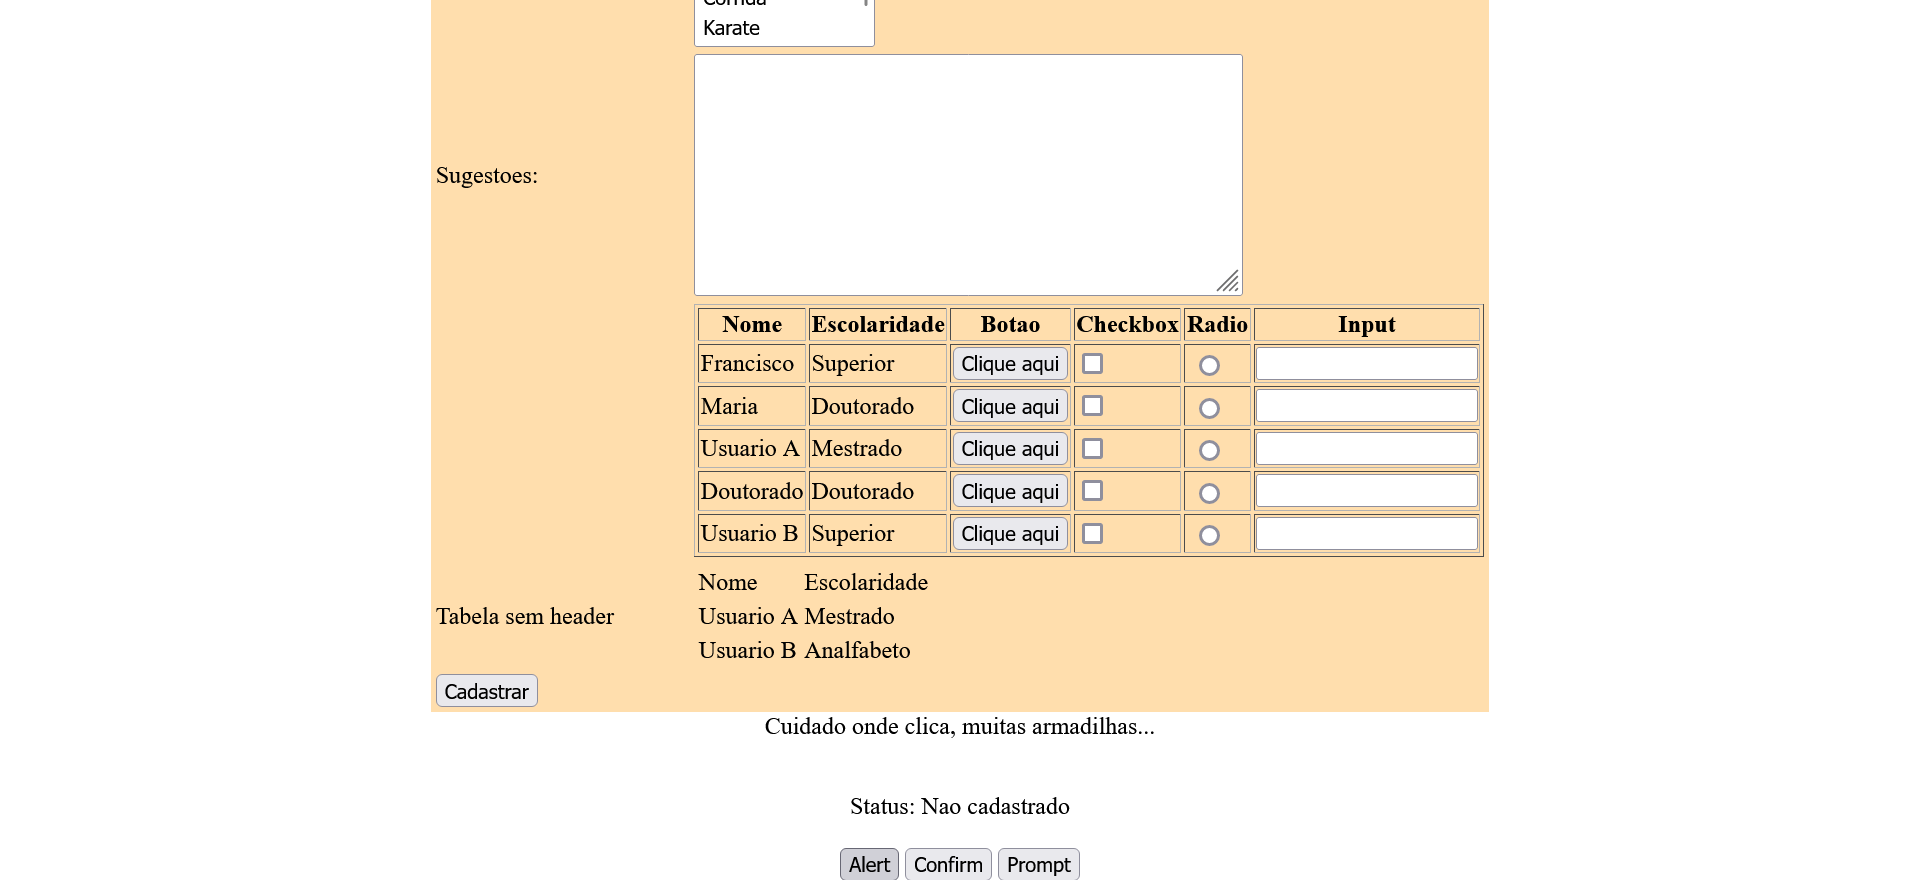 Corrida
Karate
Sugestoes:
Nome Escolaridade Botao Checkbox Radio Input
Francisco Superior Clique aqui
Maria Doutorado Clique aqui
Usuario A Mestrado Clique aqui
Doutorado Doutorado Clique aqui
Usuario B Superior Clique aqui
Nome Escolaridade
Tabela sem header Usuario A Mestrado
Usuario B Analfabeto
Cadastrar
Cuidado onde clica, muitas armadilhas...
Status: Nao cadastrado
Alert Confirm Prompt